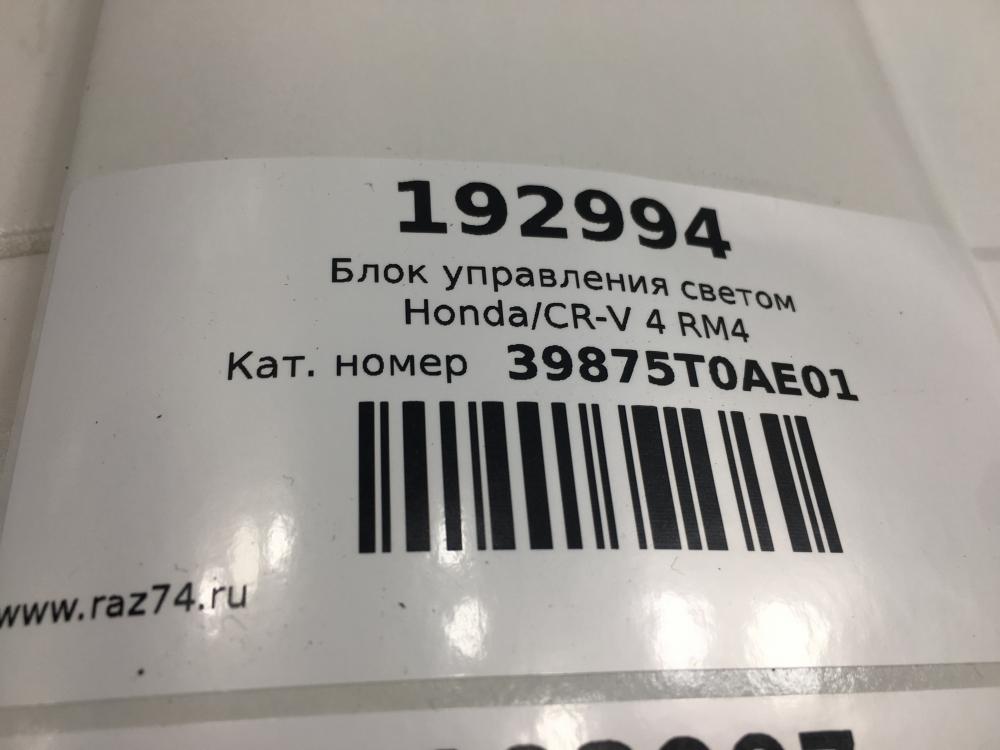 192994
Блок управления светом
Honda/CR-V 4 RM4
Кат. номер 39875T0AE01
www.raz74.ru